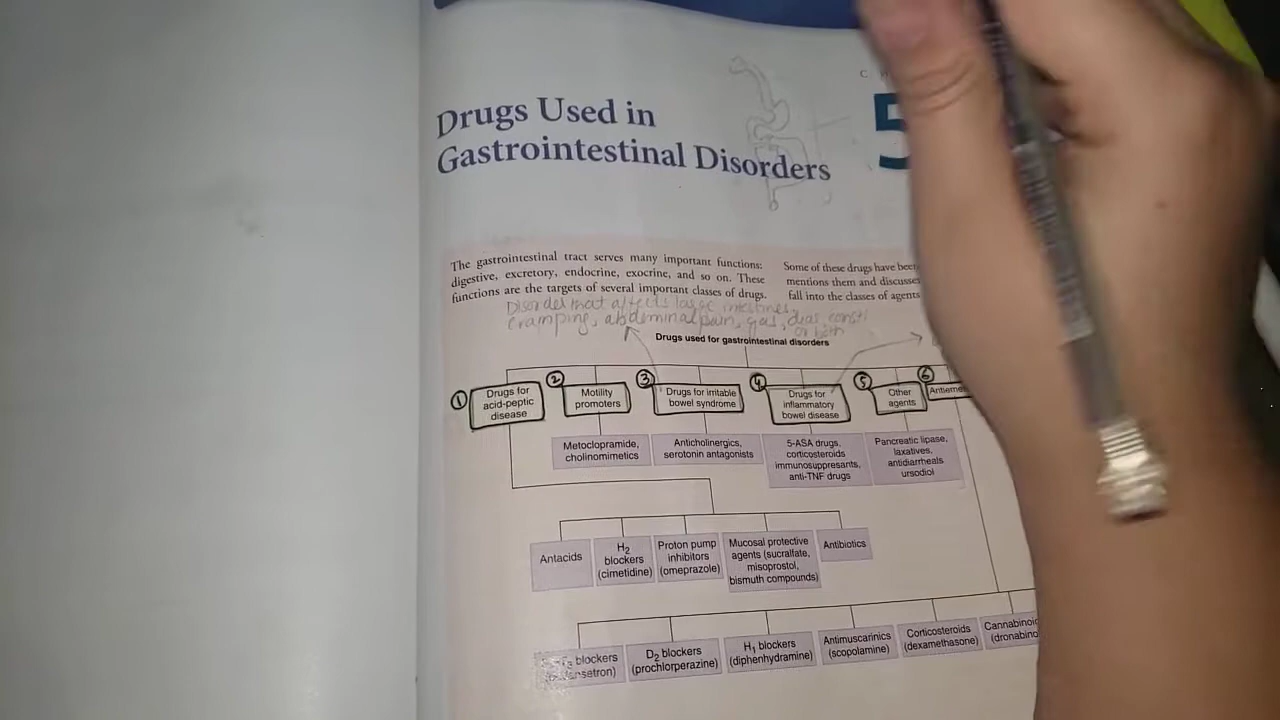 Drugs Used in
Gastrointestinal Disorders
5
The gastrointestinal tract serves many important functions:
digestive, excretory, endocrine, exocrine, and so on. These
functions are the targets of several important classes of drugs.
Some of these drugs have been
mentions them and discusses
fall into the classes of agents
Disorder that affects large intestines,
cramping, abdominal pain, gas, consti
or both
Drugs used for gastrointestinal disorders
1 Drugs for
acid-peptic
disease
2 Motility
promoters
3 Drugs for irritable
bowel syndrome
4 Drugs for
inflammatory
bowel disease
5 Other
agents
6 Antieme
Metoclopramide,
cholinomimetics
Anticholinergics,
serotonin antagonists
5-ASA drugs,
corticosteroids
immunosuppresants,
anti-TNF drugs
Pancreatic lipase,
laxatives,
antidiarrheals
ursodiol
Antacids
H2
blockers
(cimetidine)
Proton pump
inhibitors
(omeprazole)
Mucosal protective
agents (sucralfate,
misoprostol,
bismuth compounds)
Antibiotics
blockers
D2 blockers
(prochlorperazine)
H1 blockers
(diphenhydramine)
Antimuscarinics
(scopolamine)
Corticosteroids
(dexamethasone)
Cannabinoi
(dronabino